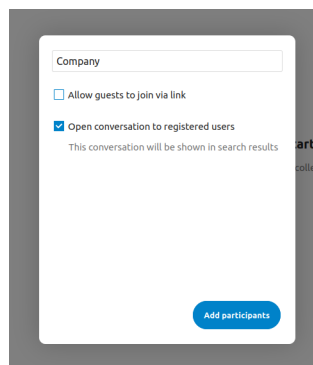 Company
Allow guests to join via link
Open conversation to registered users
This conversation will be shown in search results
Add participants